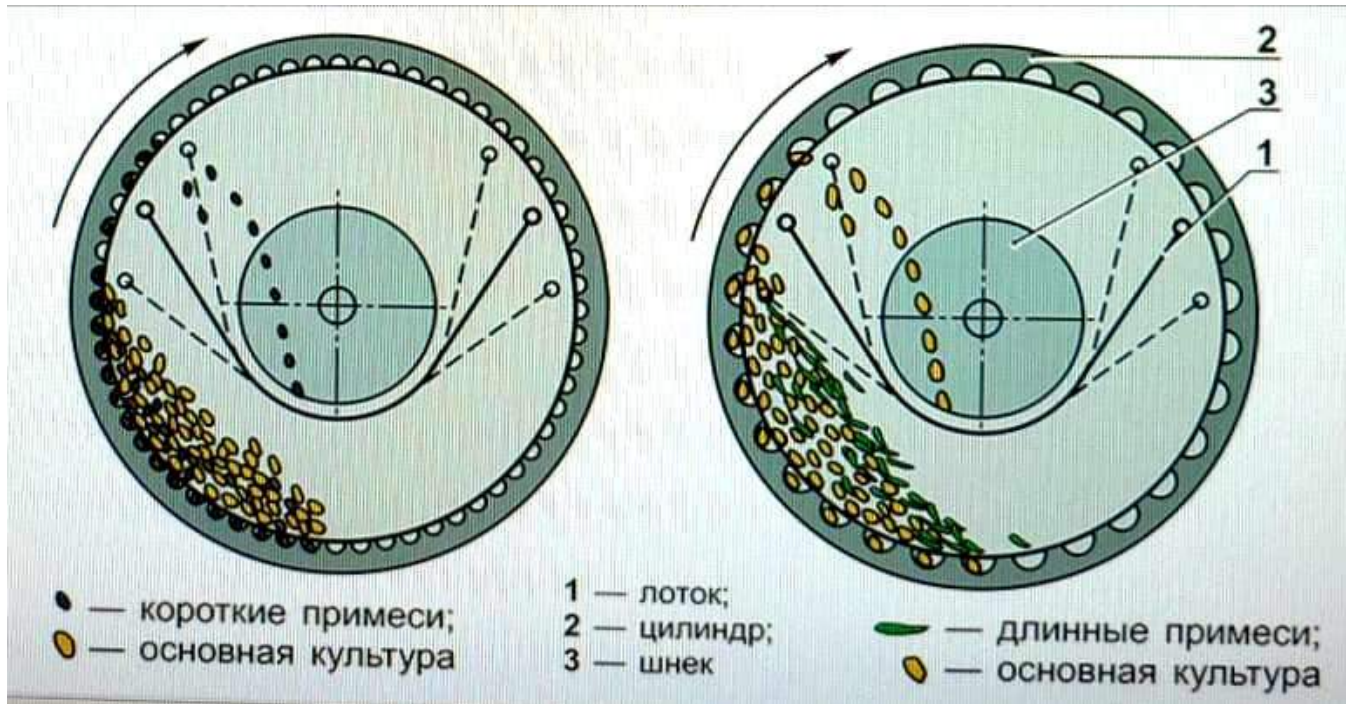 2
3
1
— короткие примеси;
— основная культура
1 — лоток;
2 — цилиндр;
3 — шнек
— длинные примеси;
— основная культура